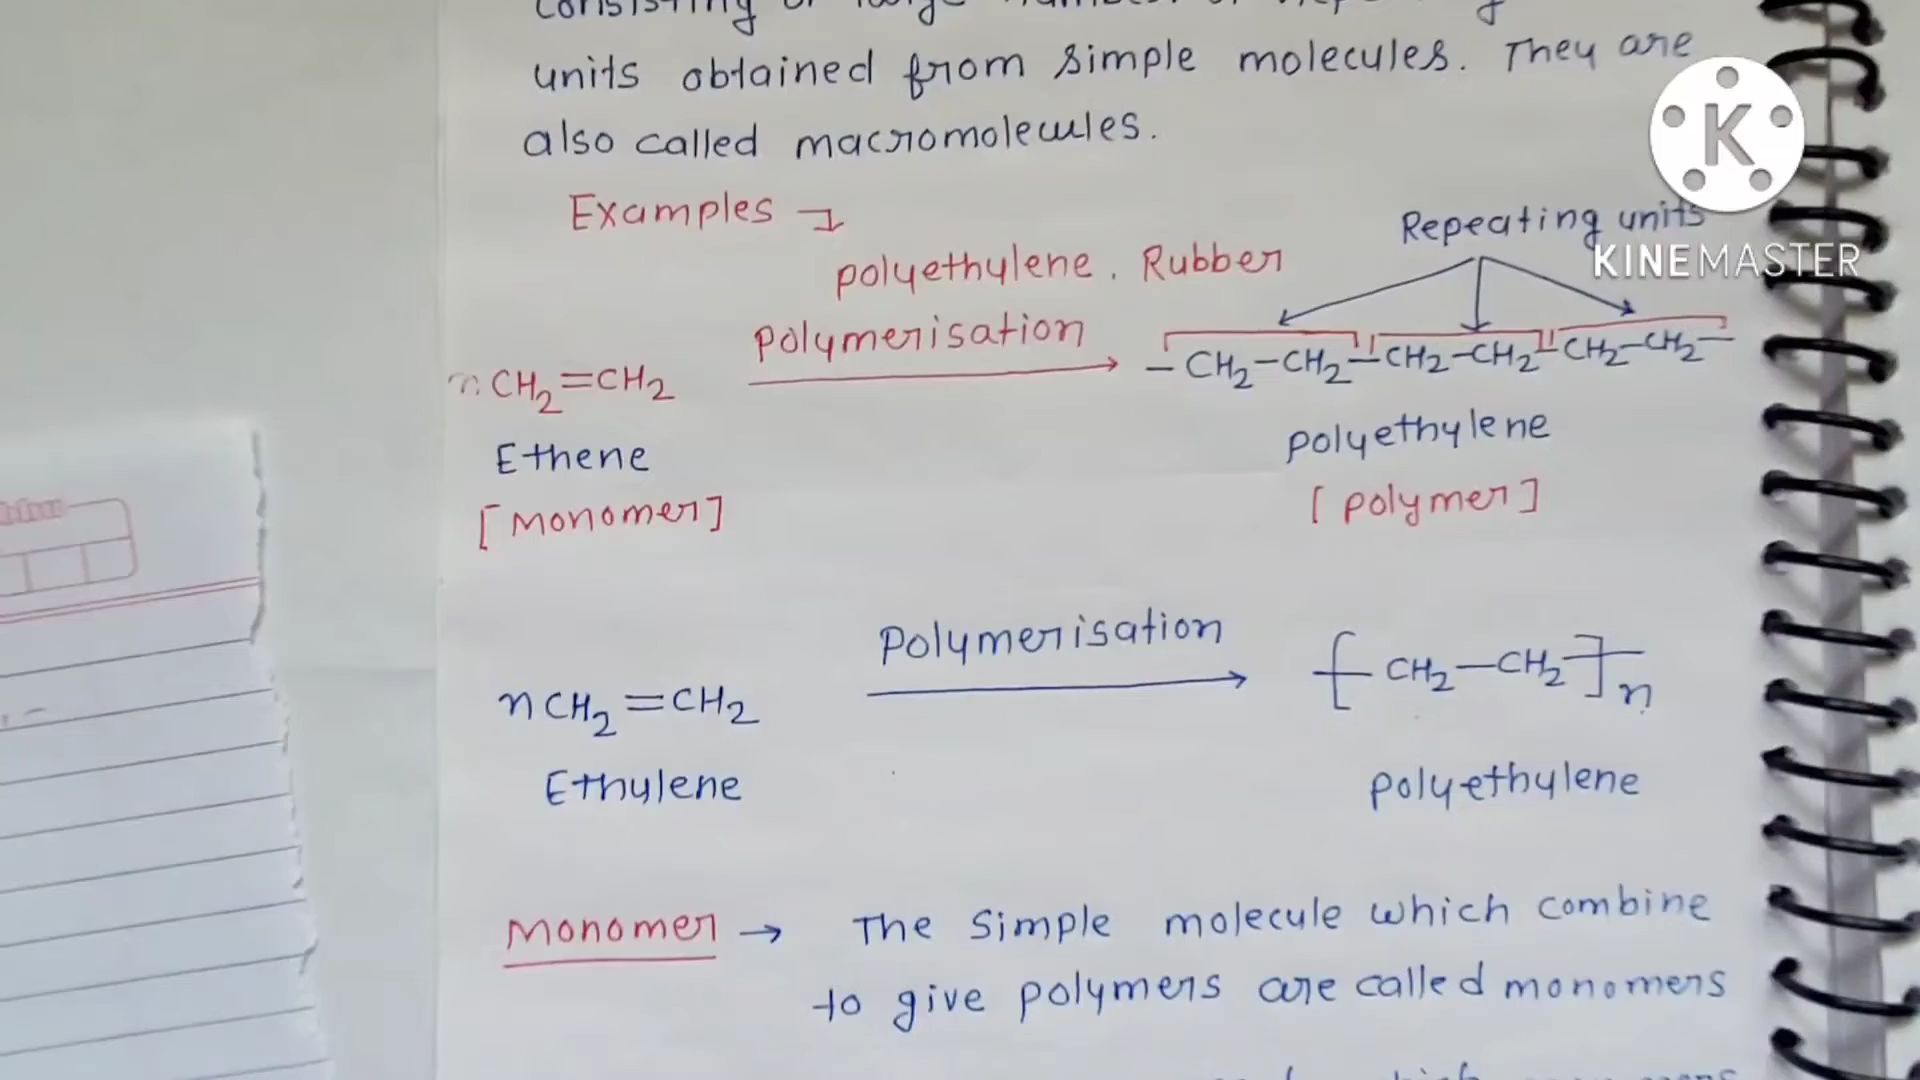 units obtained from simple molecules. They are
also called macromolecules.
Examples
polyethylene, Rubber
Repeating units
K
KINEMASTER
nCH2=CH2
Polymerisation
-CH2-CH2-CH2-CH2-CH2-CH2-
Ethene
polyethylene
[Monomer]
[polymer]
nCH2=CH2
Polymerisation
[CH2-CH2]n
Ethylene
polyethylene
Monomer → The simple molecule which combine
to give polymers are called monomers